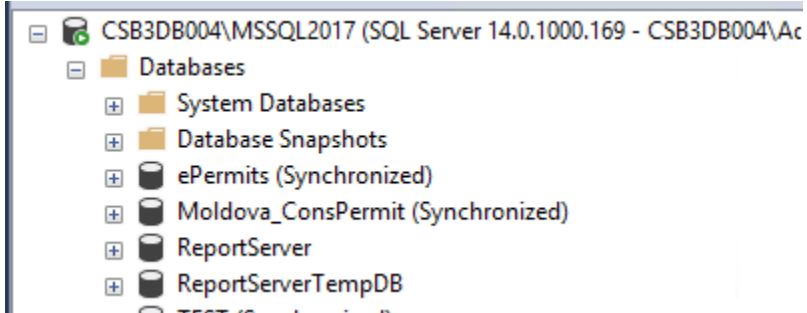 CSB3DB004\MSSQL2017 (SQL Server 14.0.1000.169 - CSB3DB004\Ac
Databases
System Databases
Database Snapshots
ePermits (Synchronized)
Moldova_ConsPermit (Synchronized)
ReportServer
ReportServerTempDB